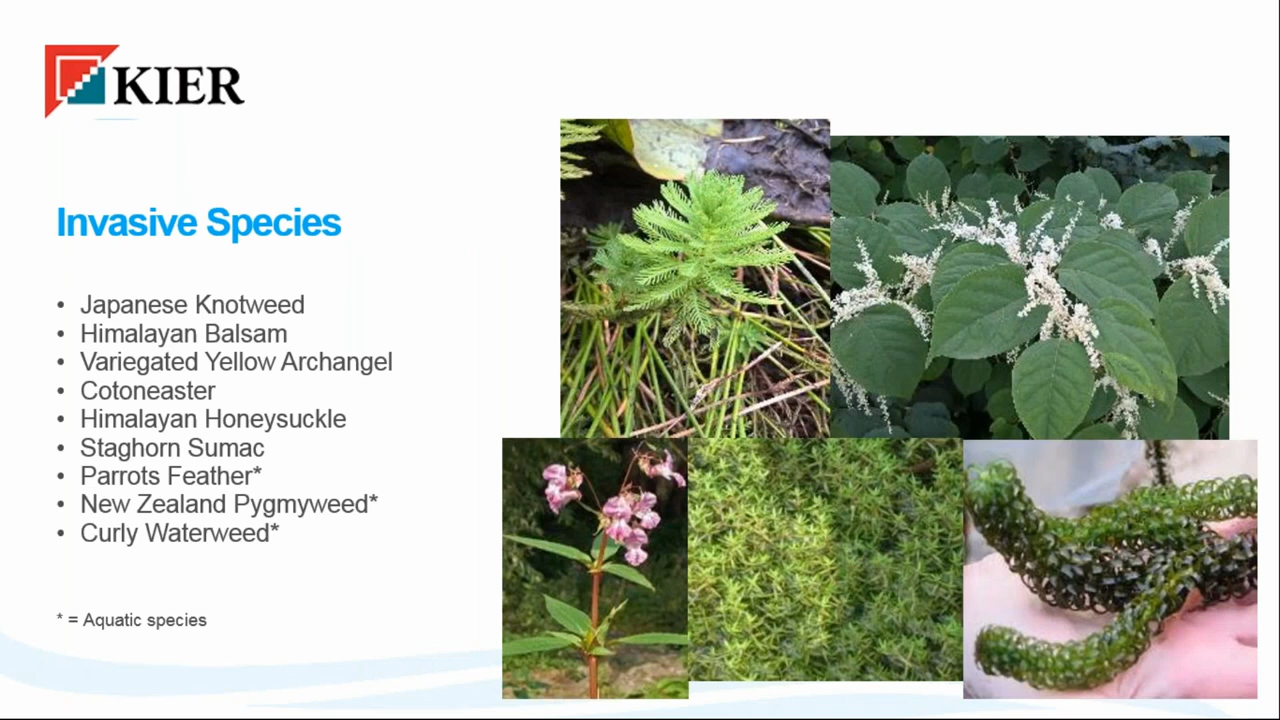 KIER
Invasive Species
• Japanese Knotweed
• Himalayan Balsam
• Variegated Yellow Archangel
• Cotoneaster
• Himalayan Honeysuckle
• Staghorn Sumac
• Parrots Feather*
• New Zealand Pygmyweed*
• Curly Waterweed*
* = Aquatic species